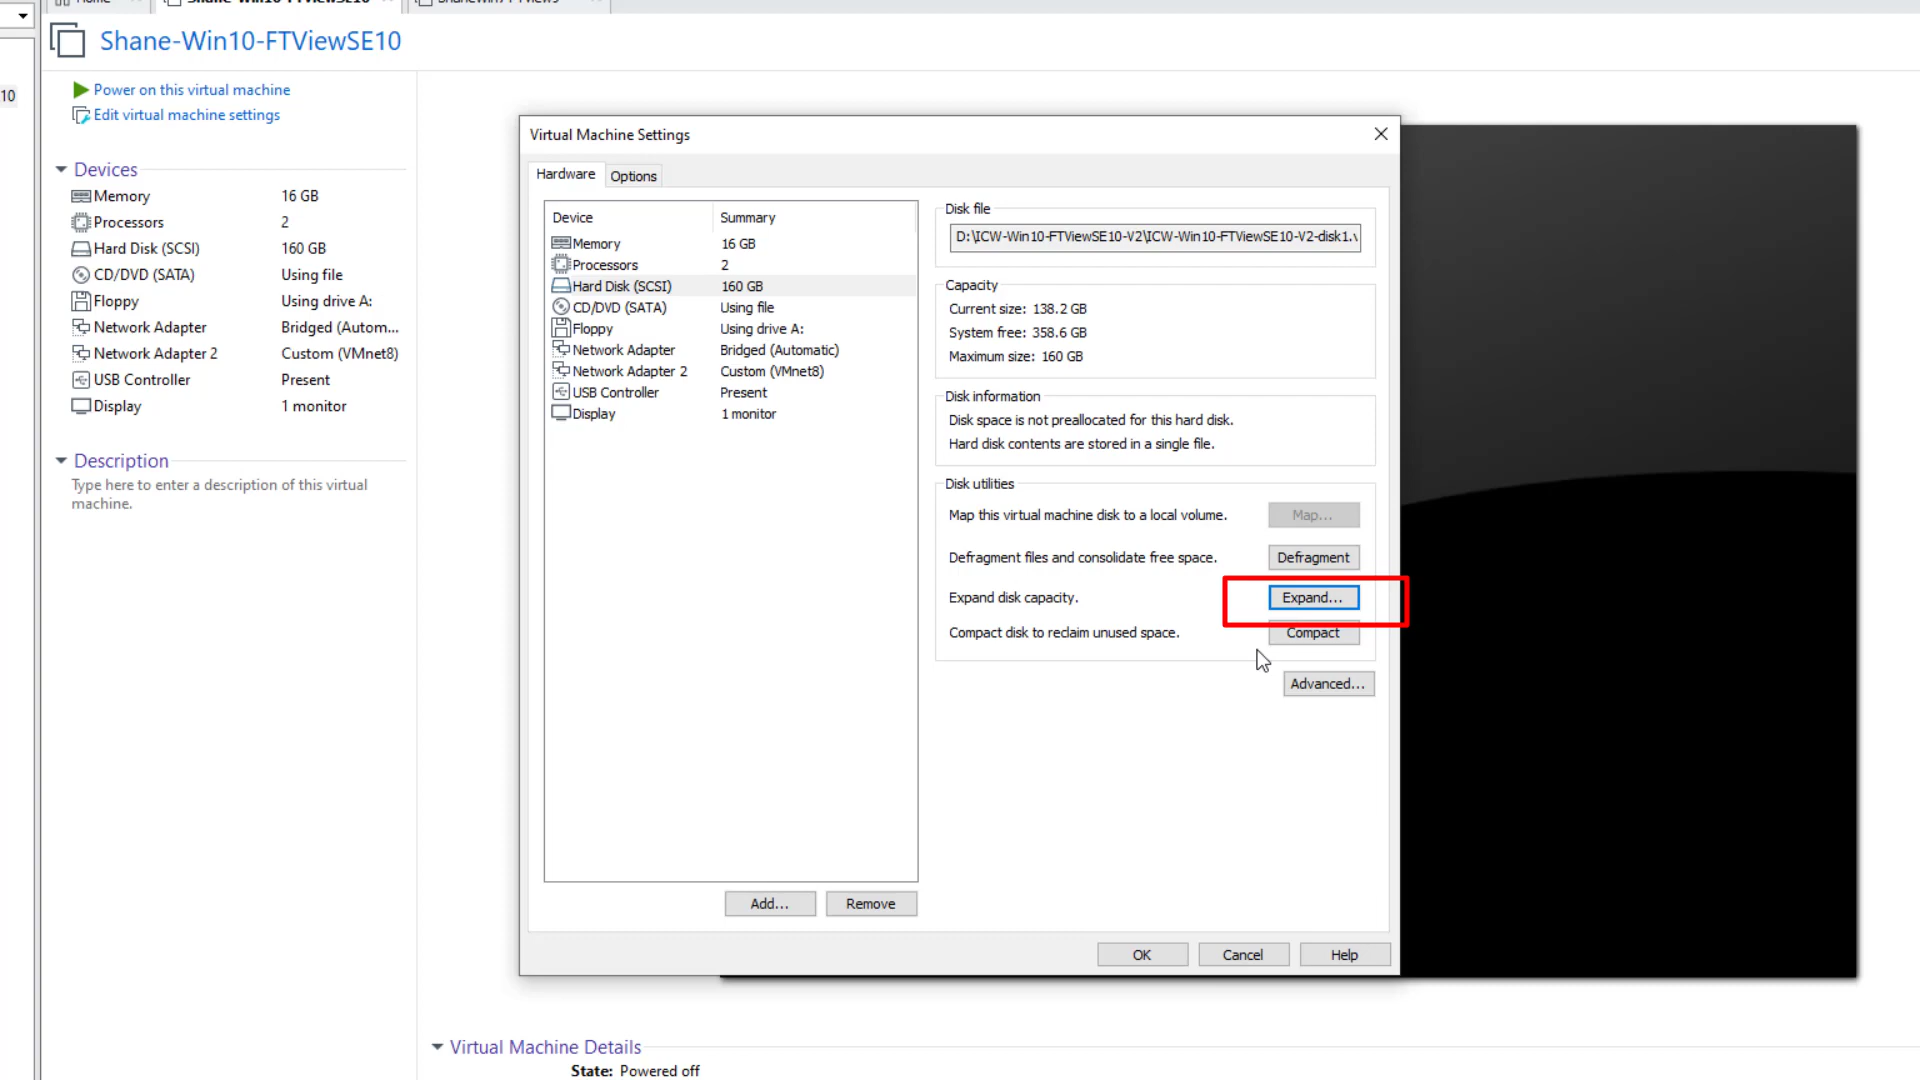 Home
Shane-Win10-FTViewSE10
Shane-Win10-FTViewSE10
10
Power on this virtual machine
Edit virtual machine settings
Devices
Memory 16 GB
Processors 2
Hard Disk (SCSI) 160 GB
CD/DVD (SATA) Using file
Floppy Using drive A:
Network Adapter Bridged (Autom...
Network Adapter 2 Custom (VMnet8)
USB Controller Present
Display 1 monitor
Description
Type here to enter a description of this virtual
machine.
Virtual Machine Settings
Hardware Options
Device Summary
Memory 16 GB
Processors 2
Hard Disk (SCSI) 160 GB
CD/DVD (SATA) Using file
Floppy Using drive A:
Network Adapter Bridged (Automatic)
Network Adapter 2 Custom (VMnet8)
USB Controller Present
Display 1 monitor
Add... Remove
Disk file
D:\ICW-Win10-FTViewSE10-V2\ICW-Win10-FTViewSE10-V2-disk1.v
Capacity
Current size: 138.2 GB
System free: 358.6 GB
Maximum size: 160 GB
Disk information
Disk space is not preallocated for this hard disk.
Hard disk contents are stored in a single file.
Disk utilities
Map this virtual machine disk to a local volume. Map...
Defragment files and consolidate free space. Defragment
Expand disk capacity. Expand...
Compact disk to reclaim unused space. Compact
Advanced...
OK Cancel Help
Virtual Machine Details
State: Powered off